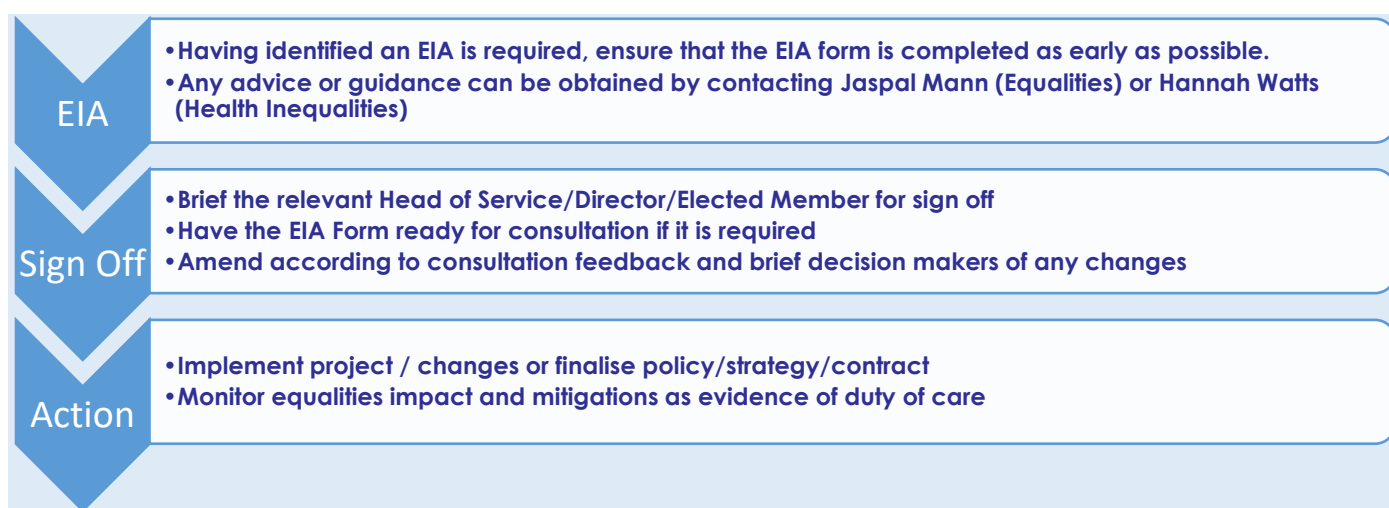 EIA
•Having identified an EIA is required, ensure that the EIA form is completed as early as possible.
•Any advice or guidance can be obtained by contacting Jaspal Mann (Equalities) or Hannah Watts
(Health Inequalities)
Sign Off
•Brief the relevant Head of Service/Director/Elected Member for sign off
•Have the EIA Form ready for consultation if it is required
•Amend according to consultation feedback and brief decision makers of any changes
Action
•Implement project / changes or finalise policy/strategy/contract
•Monitor equalities impact and mitigations as evidence of duty of care